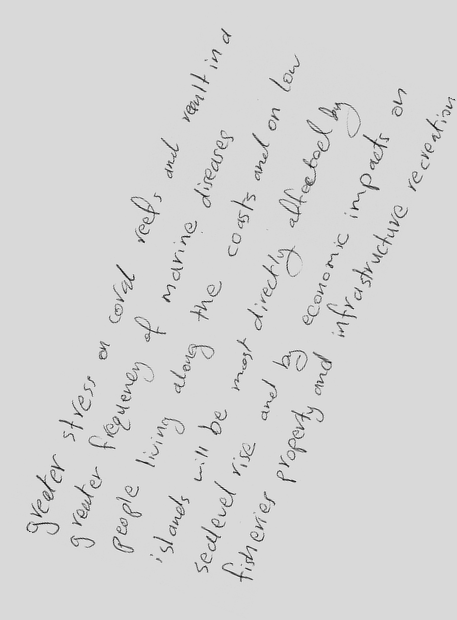 greater stress on coral reefs and result in a
greater frequency of marine diseases
people living along the coasts and on low
islands will be most directly affected by
sealevel rise and by economic impacts on
fisheries property and infrastructure recreation